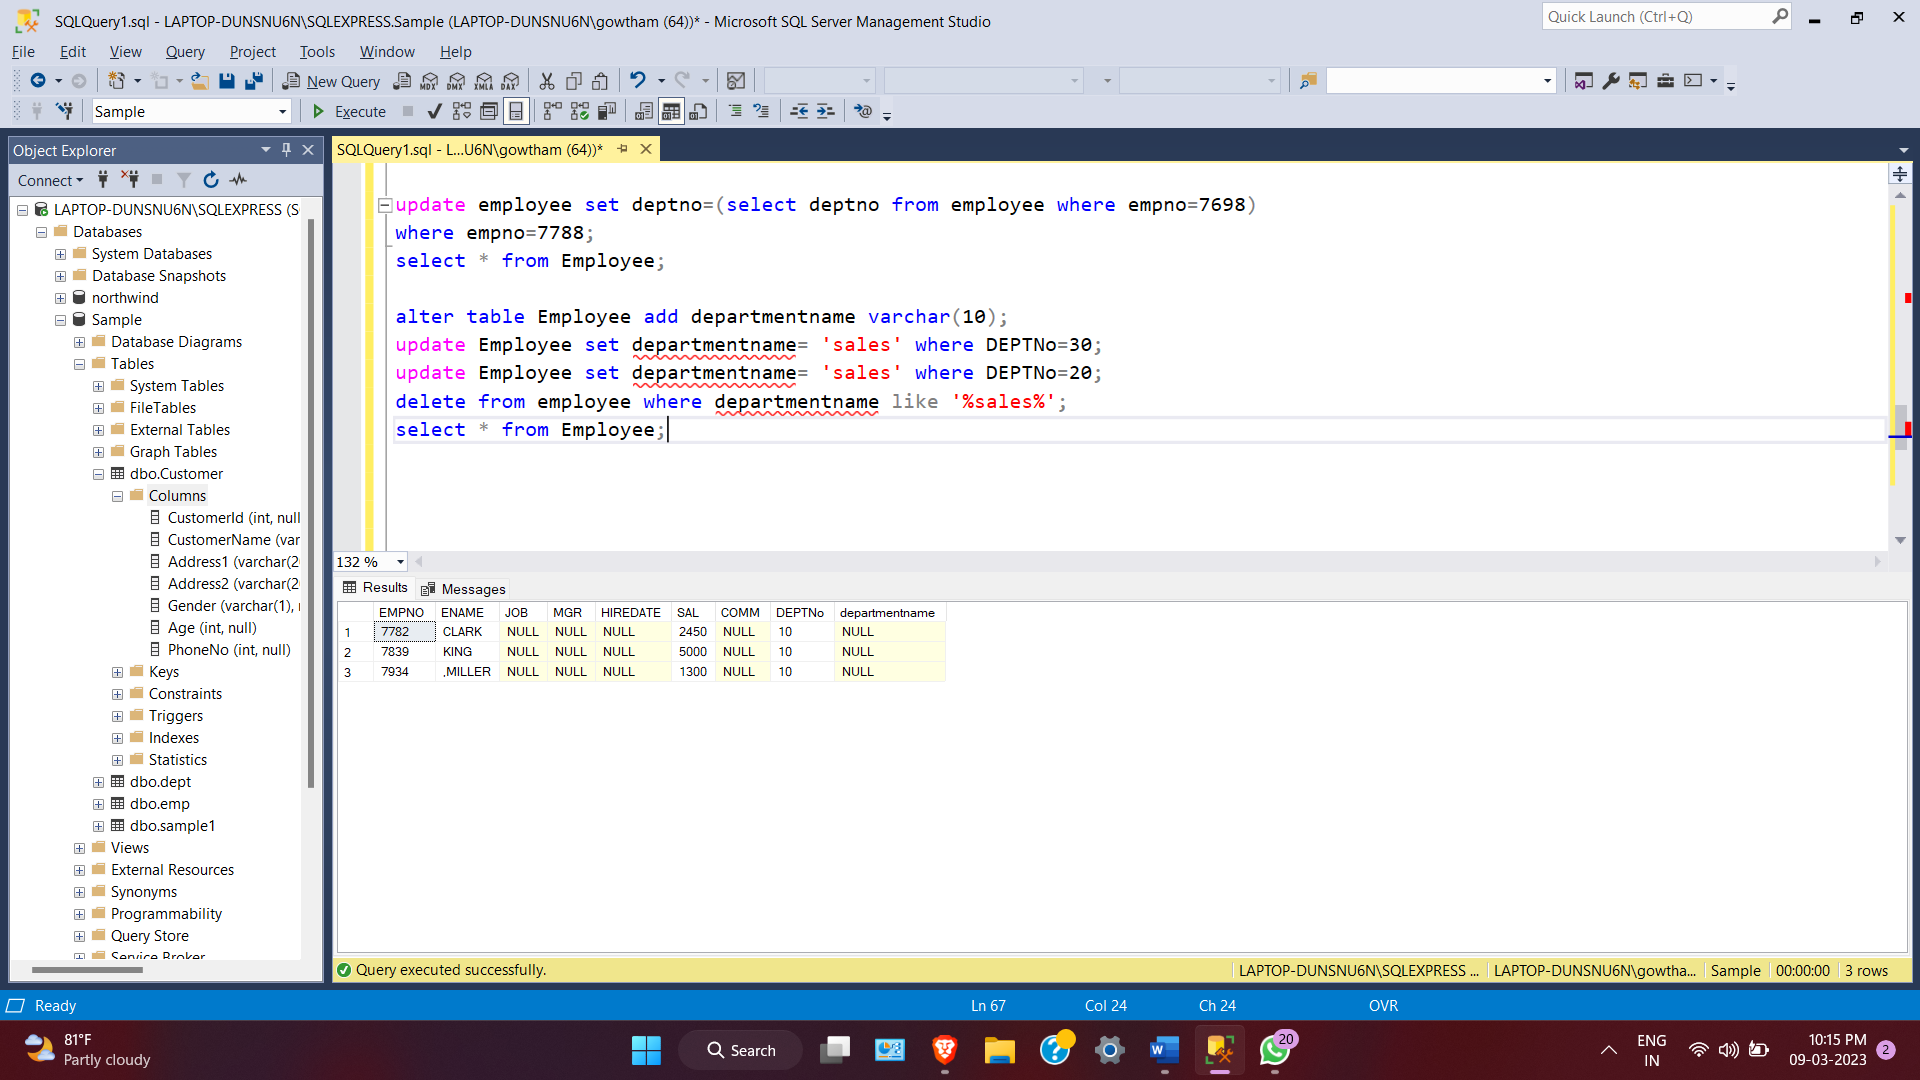 SQLQuery1.sql - LAPTOP-DUNSNU6N\SQLEXPRESS.Sample (LAPTOP-DUNSNU6N\gowtham (64))* - Microsoft SQL Server Management Studio
Quick Launch (Ctrl+Q)
File Edit View Query Project Tools Window Help
New Query
MDX DMX XMLA DAX
Sample
Execute
Object Explorer
SQLQuery1.sql - L...U6N\gowtham (64))*
Connect
LAPTOP-DUNSNU6N\SQLEXPRESS (S
Databases
System Databases
Database Snapshots
northwind
Sample
Database Diagrams
Tables
System Tables
FileTables
External Tables
Graph Tables
dbo.Customer
Columns
CustomerId (int, null
CustomerName (var
Address1 (varchar(20
Address2 (varchar(20
Gender (varchar(1), n
Age (int, null)
PhoneNo (int, null)
Keys
Constraints
Triggers
Indexes
Statistics
dbo.dept
dbo.emp
dbo.sample1
Views
External Resources
Synonyms
Programmability
Query Store
Service Broker
update employee set deptno=(select deptno from employee where empno=7698)
where empno=7788;
select * from Employee;
alter table Employee add departmentname varchar(10);
update Employee set departmentname= 'sales' where DEPTNo=30;
update Employee set departmentname= 'sales' where DEPTNo=20;
delete from employee where departmentname like '%sales%';
select * from Employee;
132 %
Results Messages
EMPNO ENAME JOB MGR HIREDATE SAL COMM DEPTNo departmentname
1 7782 CLARK NULL NULL NULL 2450 NULL 10 NULL
2 7839 KING NULL NULL NULL 5000 NULL 10 NULL
3 7934 ,MILLER NULL NULL NULL 1300 NULL 10 NULL
Query executed successfully. LAPTOP-DUNSNU6N\SQLEXPRESS ... LAPTOP-DUNSNU6N\gowtha... Sample 00:00:00 3 rows
Ready Ln 67 Col 24 Ch 24 OVR
81°F
Partly cloudy
Search
20
ENG
IN
10:15 PM
09-03-2023
2